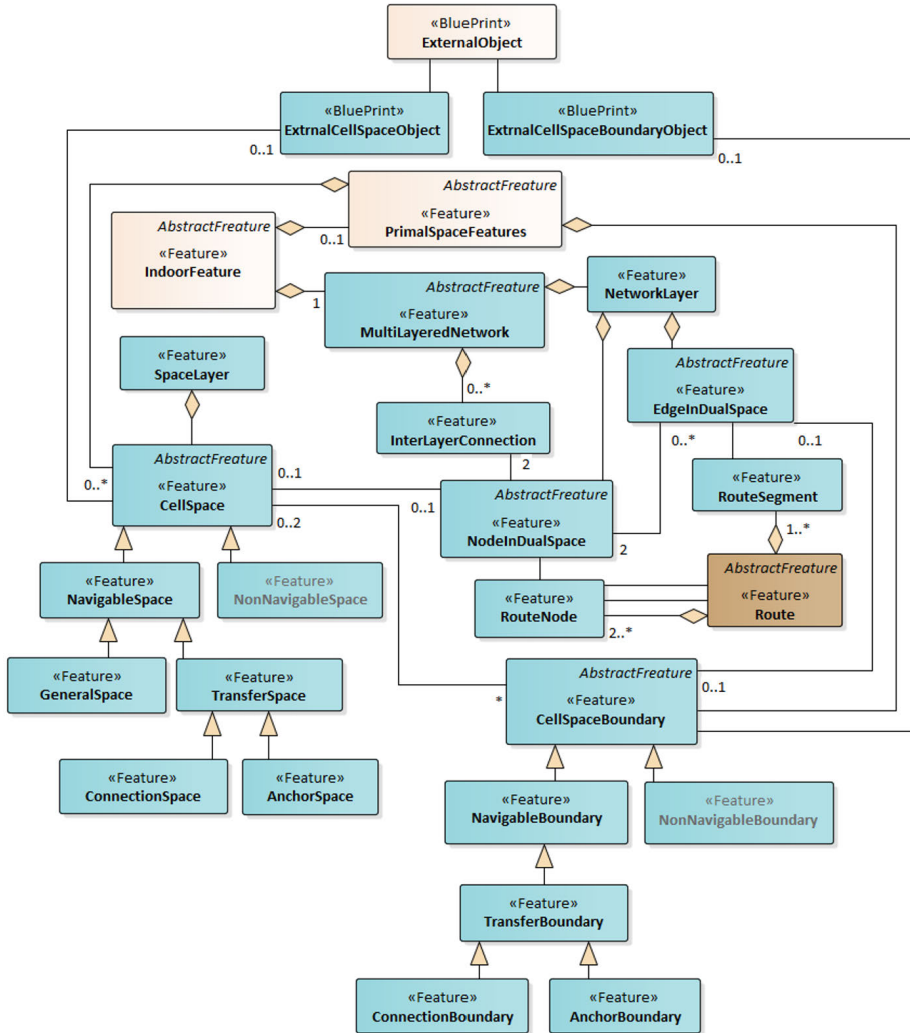 «BluePrint»
ExternalObject
«BluePrint»
ExtrnalCellSpaceObject
«BluePrint»
ExtrnalCellSpaceBoundaryObject
0..1
0..1
AbstractFreature
«Feature»
PrimalSpaceFeatures
AbstractFreature
«Feature»
IndoorFeature
0..1
1
AbstractFreature
«Feature»
MultiLayeredNetwork
«Feature»
NetworkLayer
«Feature»
SpaceLayer
0..*
AbstractFreature
«Feature»
EdgeInDualSpace
«Feature»
InterLayerConnection
2
0..*
0..1
AbstractFreature
«Feature»
CellSpace
0..*
0..1
0..2
0..1
AbstractFreature
«Feature»
NodeInDualSpace
2
«Feature»
RouteSegment
1..*
«Feature»
NavigableSpace
«Feature»
NonNavigableSpace
«Feature»
RouteNode
2..*
AbstractFreature
«Feature»
Route
«Feature»
GeneralSpace
«Feature»
TransferSpace
*
AbstractFreature
«Feature»
CellSpaceBoundary
0..1
«Feature»
ConnectionSpace
«Feature»
AnchorSpace
«Feature»
NavigableBoundary
«Feature»
NonNavigableBoundary
«Feature»
TransferBoundary
«Feature»
ConnectionBoundary
«Feature»
AnchorBoundary